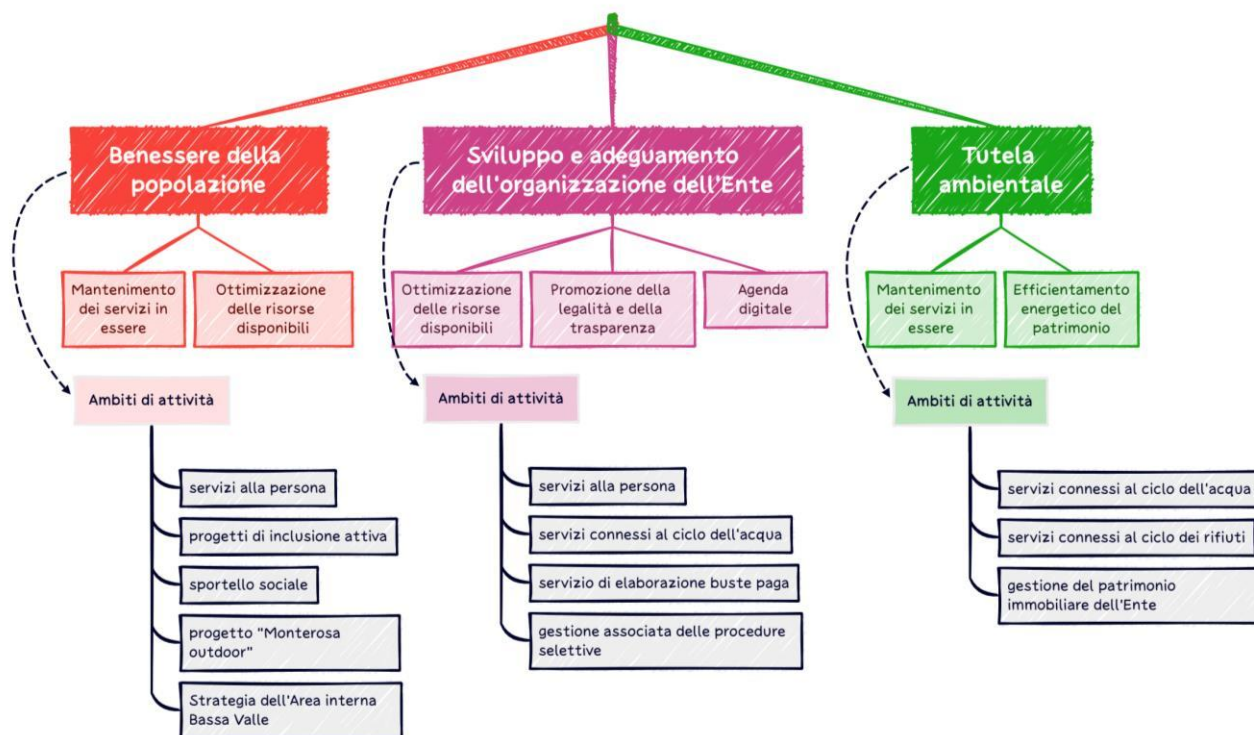 Benessere della
popolazione
Sviluppo e adeguamento
dell'organizzazione dell'Ente
Tutela
ambientale
Mantenimento
dei servizi in
essere
Ottimizzazione
delle risorse
disponibili
Ottimizzazione
delle risorse
disponibili
Promozione della
legalità e della
trasparenza
Agenda
digitale
Mantenimento
dei servizi in
essere
Efficientamento
energetico del
patrimonio
Ambiti di attività
servizi alla persona
progetti di inclusione attiva
sportello sociale
progetto "Monterosa
outdoor"
Strategia dell'Area interna
Bassa Valle
Ambiti di attività
servizi alla persona
servizi connessi al ciclo dell'acqua
servizio di elaborazione buste paga
gestione associata delle procedure
selettive
Ambiti di attività
servizi connessi al ciclo dell'acqua
servizi connessi al ciclo dei rifiuti
gestione del patrimonio
immobiliare dell'Ente